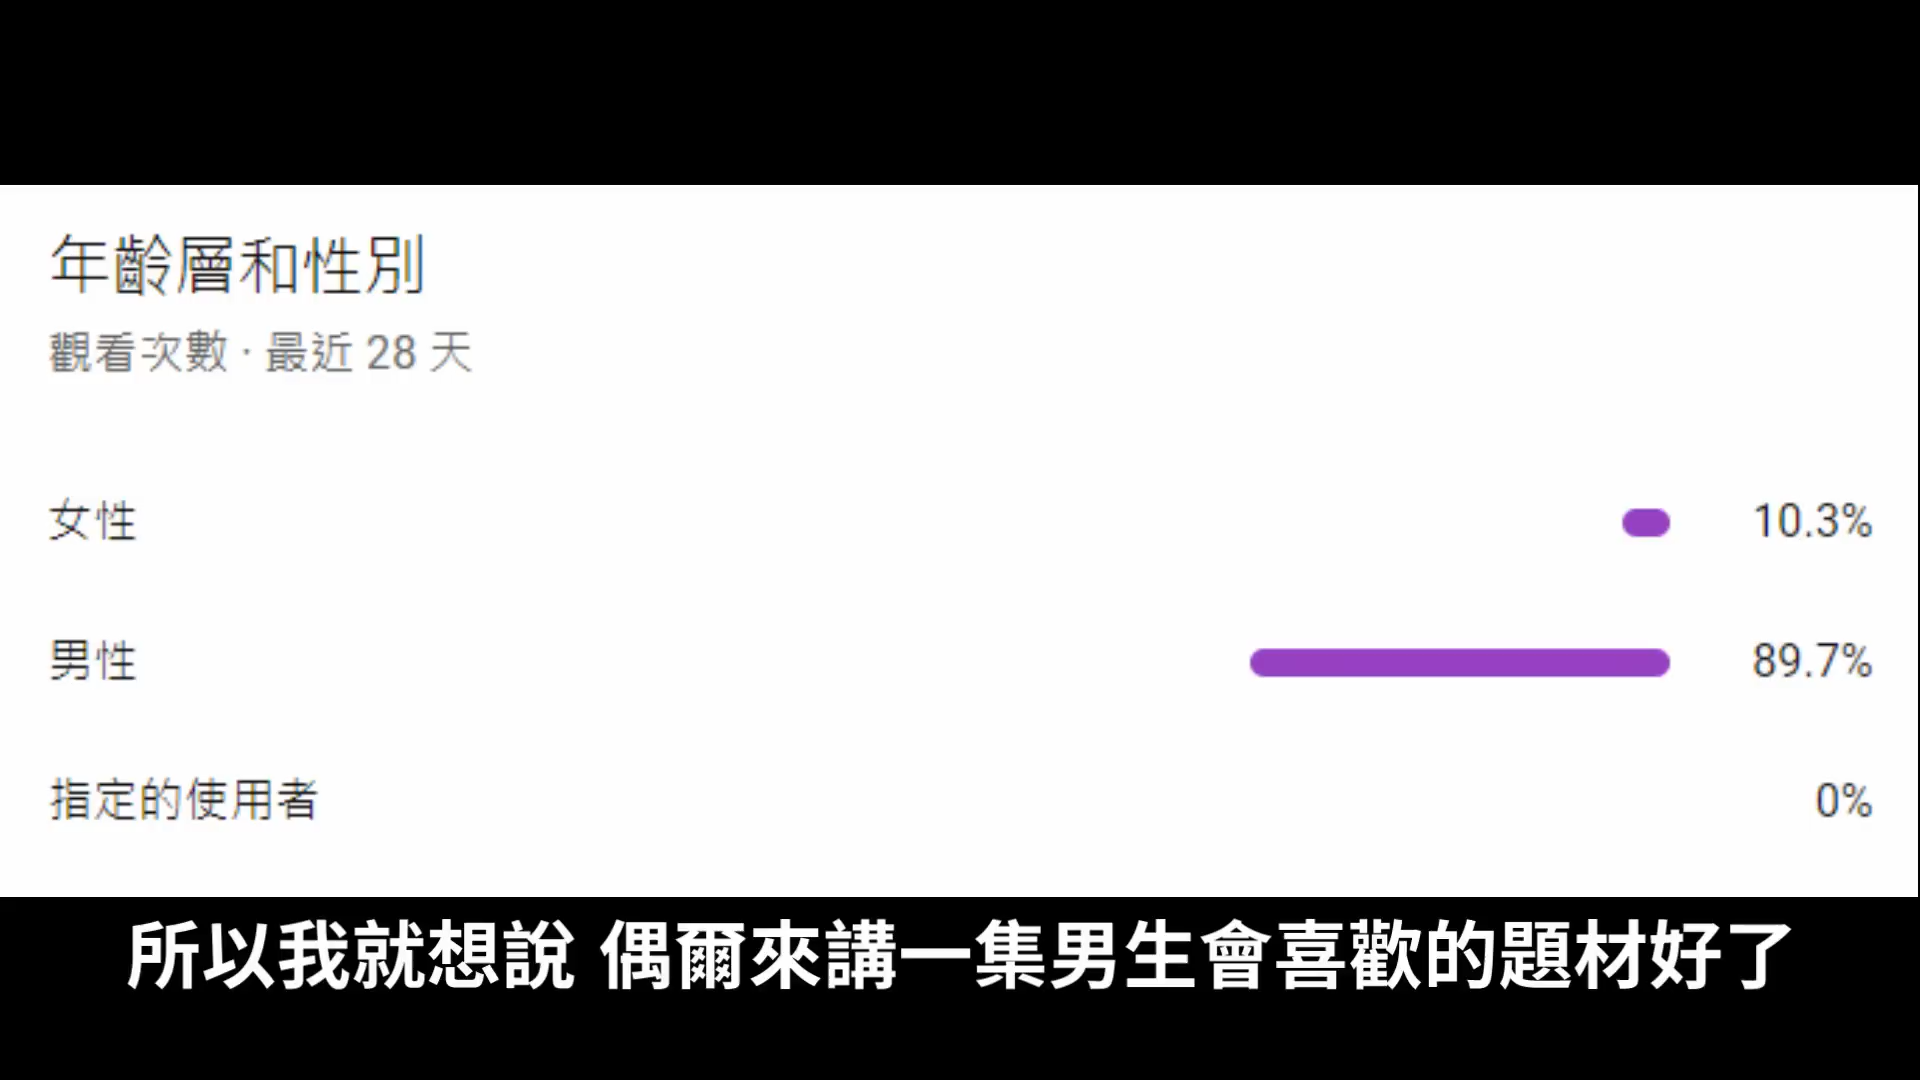 年齡層和性別
觀看次數 · 最近 28 天
女性 10.3%
男性 89.7%
指定的使用者 0%
所以我就想說 偶爾來講一集男生會喜歡的題材好了